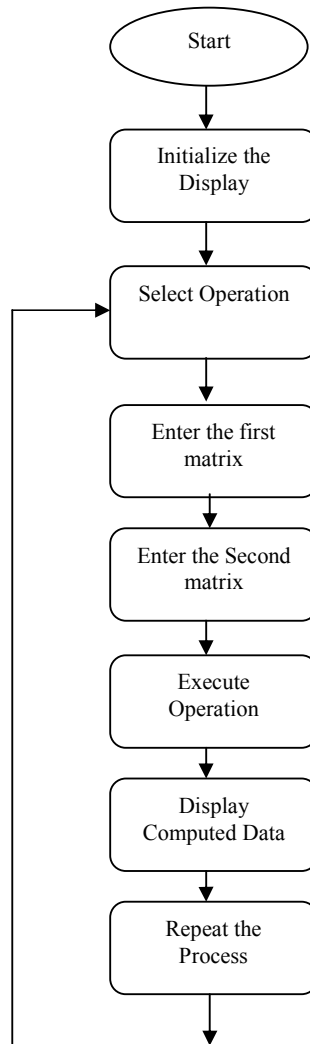 Start
Initialize the
Display
Select Operation
Enter the first
matrix
Enter the Second
matrix
Execute
Operation
Display
Computed Data
Repeat the
Process